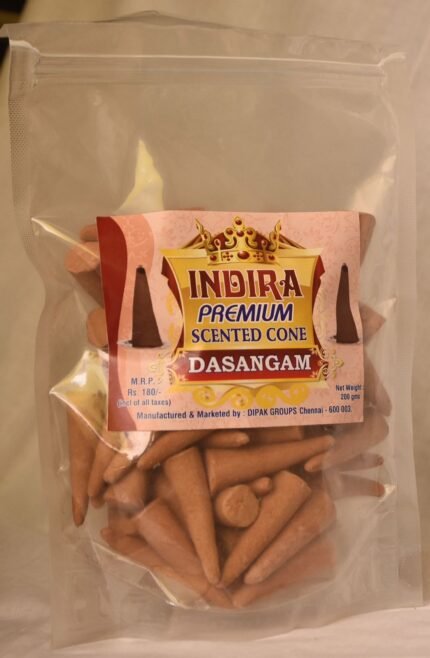 INDIRA
PREMIUM
SCENTED CONE
DASANGAM
M.R.P.
Rs. 180/-
(incl of all taxes)
Net Weight
200 gms
Manufactured & Marketed by : DIPAK GROUPS Chennai - 600 003.